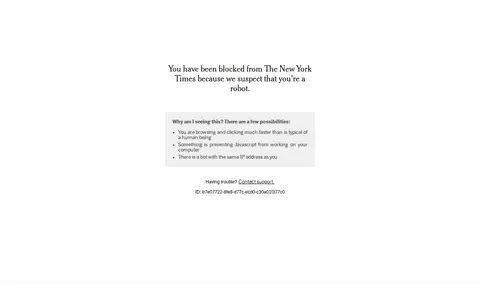 You have been blocked from The New York
Times because we suspect that you're a
robot.
Why am I seeing this? There are a few possibilities:
• You are browsing and clicking much faster than is typical of
a human being
• Something is preventing Javascript from working on your
computer
• There is a bot with the same IP address as you
Having trouble? Contact support.
ID: